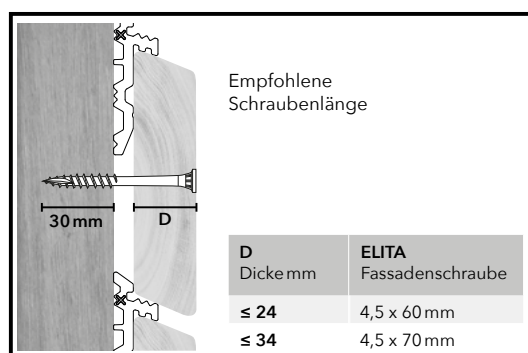 Empfohlene
Schraubenlänge
30 mm
D
D ELITA
Dicke mm Fassadenschraube
≤ 24 4,5 x 60 mm
≤ 34 4,5 x 70 mm